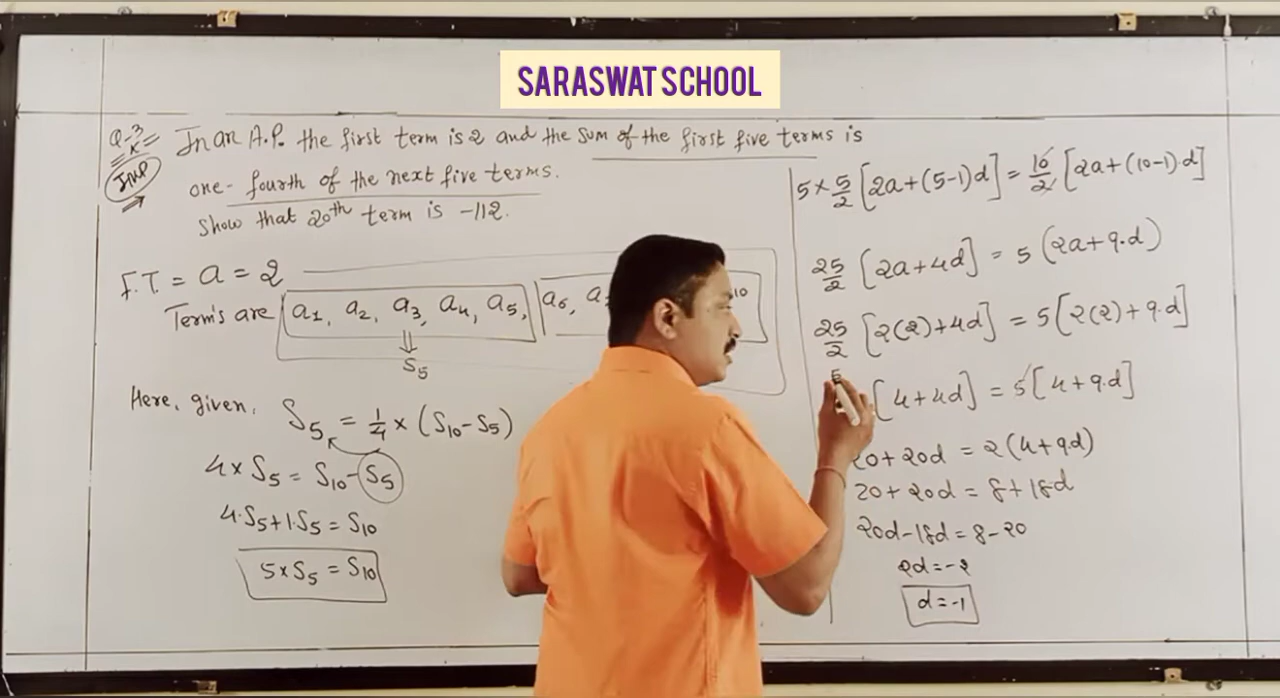 SARASWAT SCHOOL
Q-3 In an A.P. the first term is 2 and the sum of the first five terms is
IMP one-fourth of the next five terms.
Show that 20th term is -112.
F.T. = a = 2
Term's are a1, a2, a3, a4, a5, a6, 10
⇓
S5
Here, given, S5 = 1/4 × (S10 - S5)
4 × S5 = S10 - S5
4·S5 + 1·S5 = S10
5 × S5 = S10
5 × 5/2 [2a + (5-1)d] = 10/2 [2a + (10-1)·d]
25/2 [2a + 4d] = 5 (2a + 9·d)
25/2 [2(2) + 4d] = 5 [2(2) + 9·d]
5 [4 + 4d] = 5 [4 + 9·d]
20 + 20d = 2(4 + 9d)
20 + 20d = 8 + 18d
20d - 18d = 8 - 20
2d = -2
d = -1